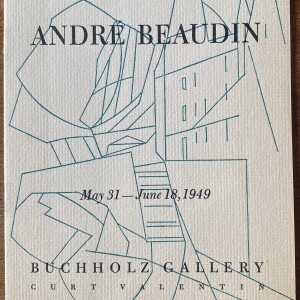 ANDRÉ BEAUDIN
May 31—June 18, 1949
BUCHHOLZ GALLERY
CURT VALENTIN